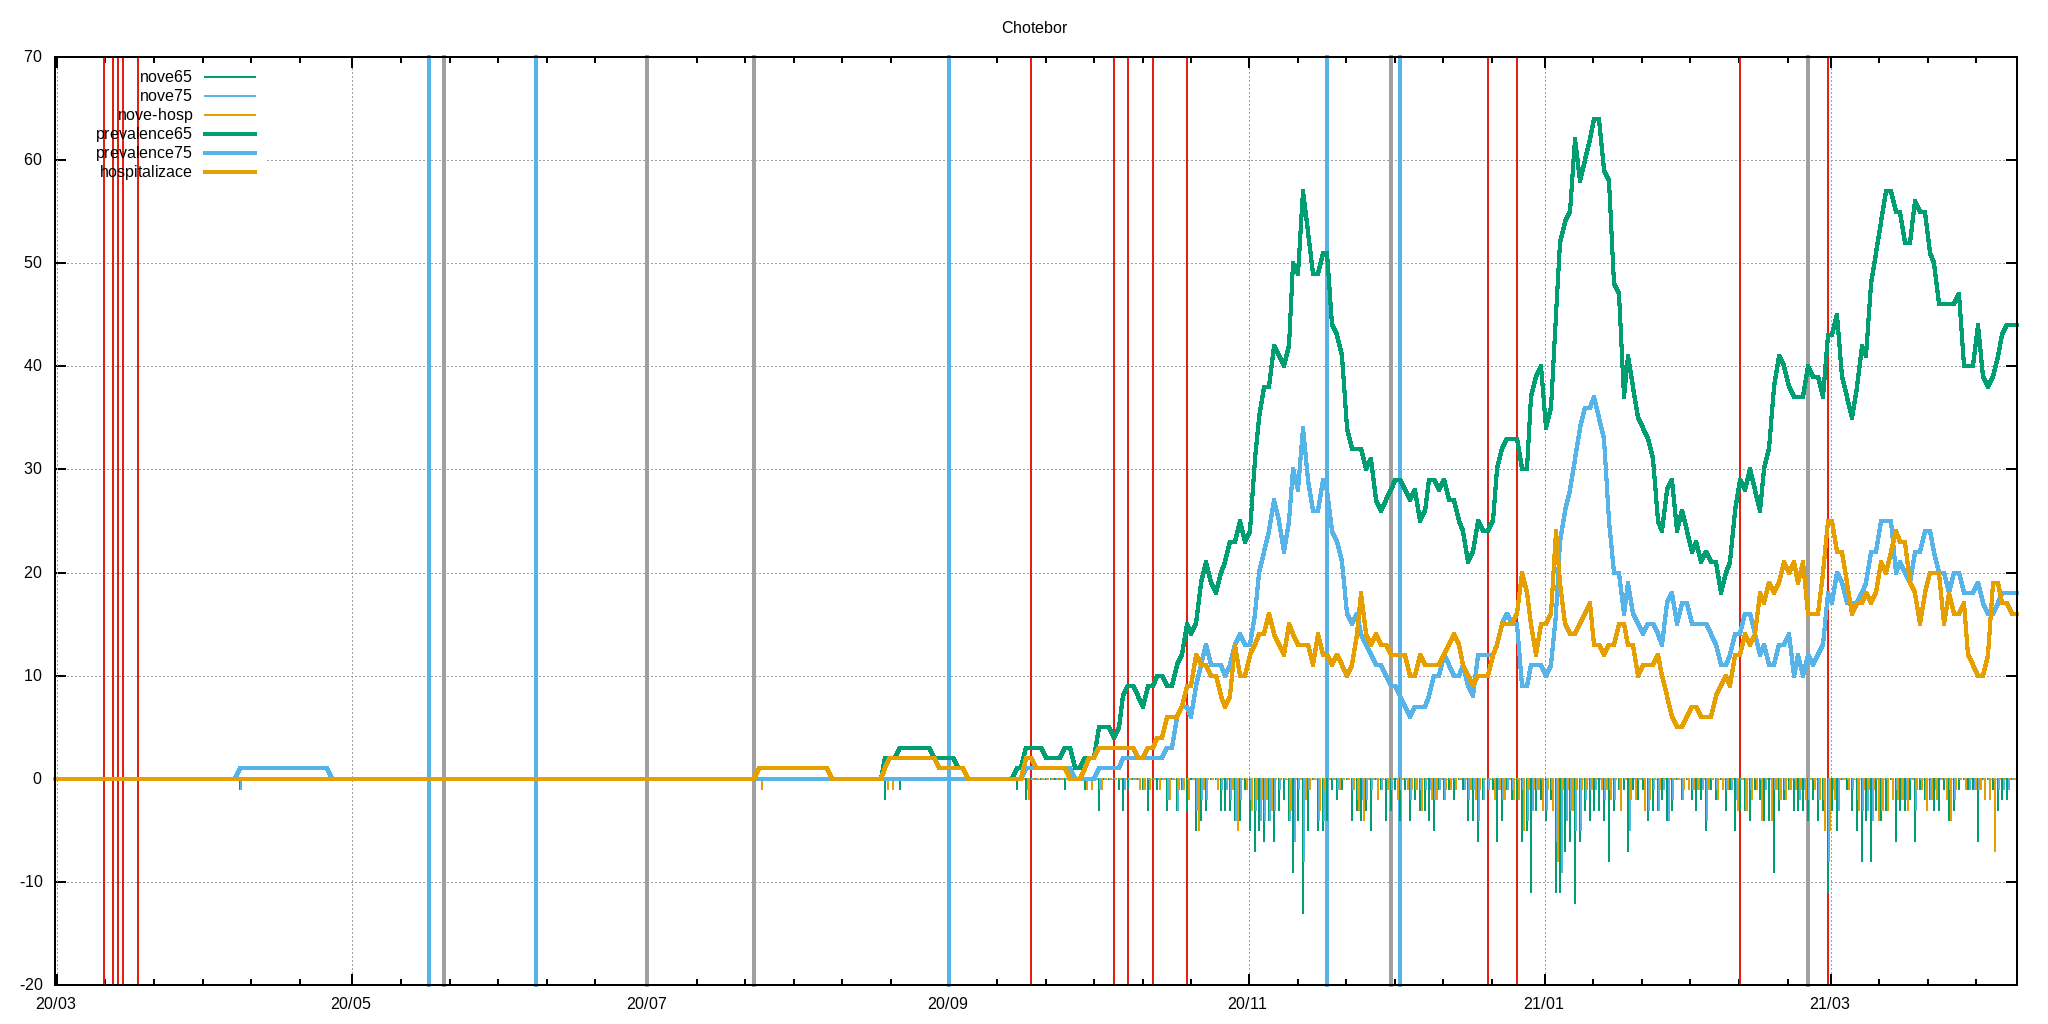 Chotebor
70
60
50
40
30
20
10
0
-10
-20
nove65
nove75
nove-hosp
prevalence65
prevalence75
hospitalizace
20/03 20/05 20/07 20/09 20/11 21/01 21/03